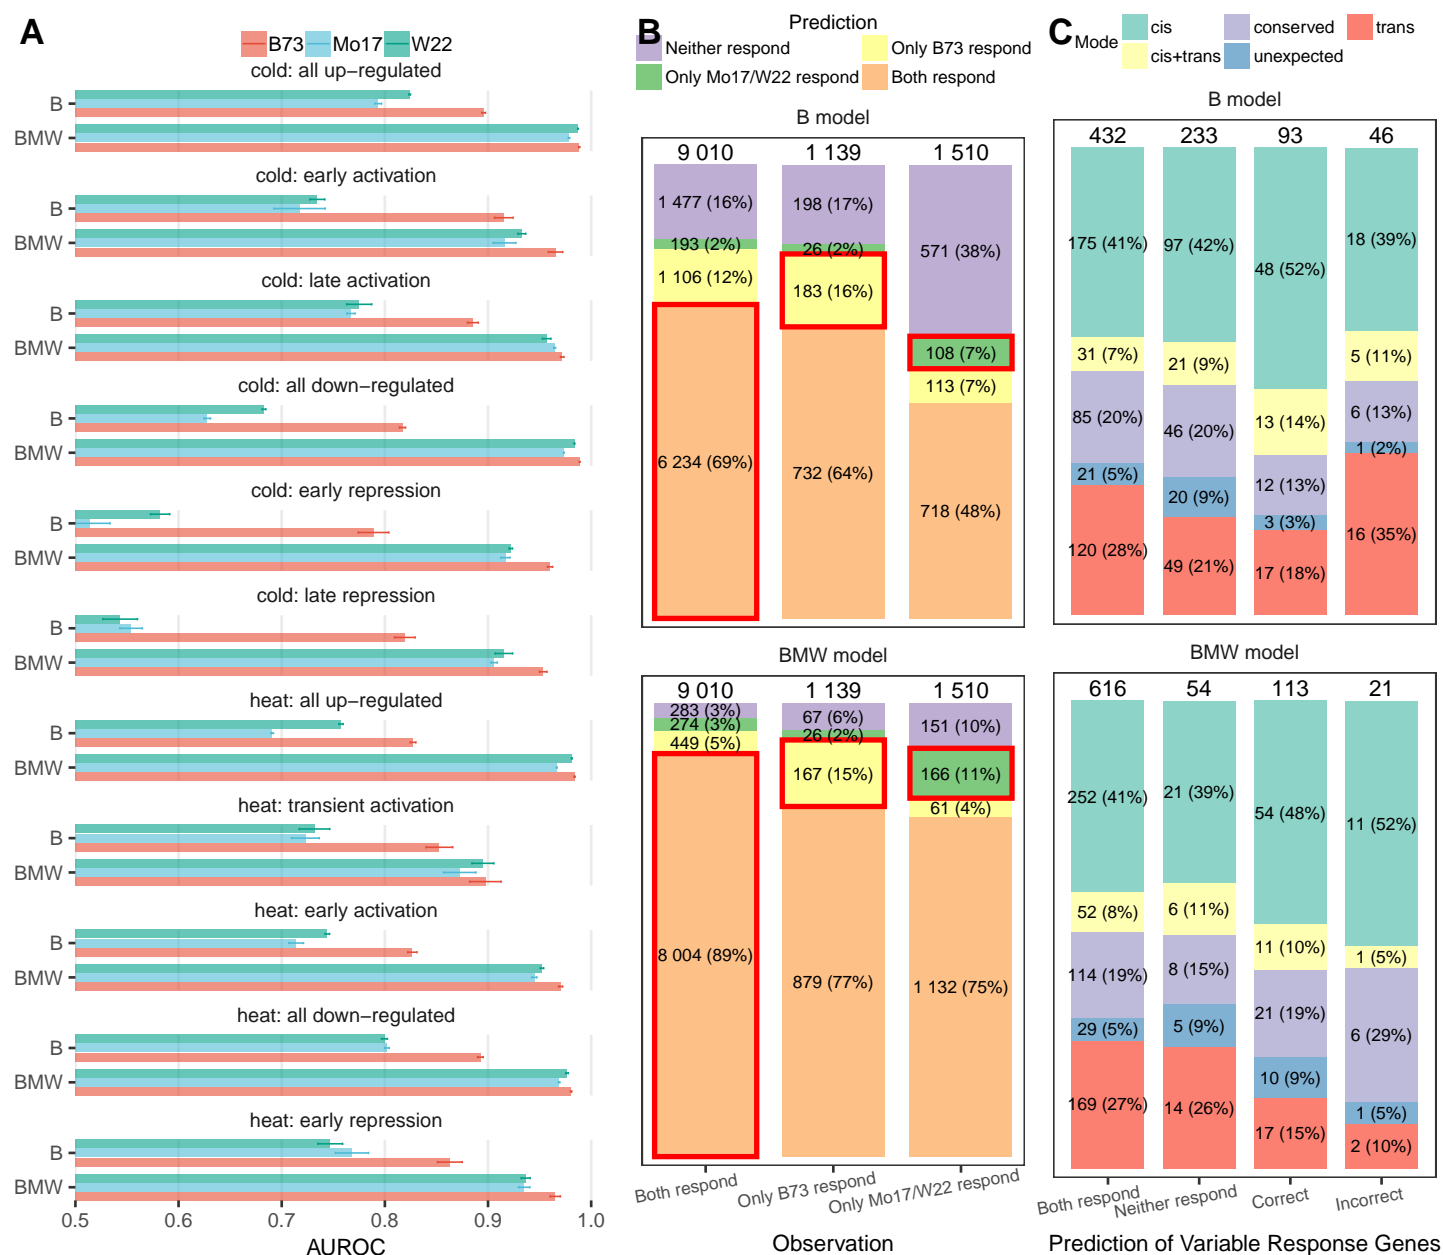 A
B73
Mo17
W22
cold: all up−regulated
B
BMW
cold: early activation
B
BMW
cold: late activation
B
BMW
cold: all down−regulated
B
BMW
cold: early repression
B
BMW
cold: late repression
B
BMW
heat: all up−regulated
B
BMW
heat: transient activation
B
BMW
heat: early activation
B
BMW
heat: all down−regulated
B
BMW
heat: early repression
B
BMW
0.5 0.6 0.7 0.8 0.9 1.0
AUROC
B
Prediction
Neither respond
Only B73 respond
Only Mo17/W22 respond
Both respond
B model
9 010 1 139 1 510
1 477 (16%)
193 (2%)
1 106 (12%)
6 234 (69%)
198 (17%)
26 (2%)
183 (16%)
732 (64%)
571 (38%)
108 (7%)
113 (7%)
718 (48%)
BMW model
9 010 1 139 1 510
283 (3%)
274 (3%)
449 (5%)
8 004 (89%)
67 (6%)
26 (2%)
167 (15%)
879 (77%)
151 (10%)
166 (11%)
61 (4%)
1 132 (75%)
Both respond
Only B73 respond
Only Mo17/W22 respond
Observation
C
Mode
cis
conserved
trans
cis+trans
unexpected
B model
432 233 93 46
175 (41%)
31 (7%)
85 (20%)
21 (5%)
120 (28%)
97 (42%)
21 (9%)
46 (20%)
20 (9%)
49 (21%)
48 (52%)
13 (14%)
12 (13%)
3 (3%)
17 (18%)
18 (39%)
5 (11%)
6 (13%)
1 (2%)
16 (35%)
BMW model
616 54 113 21
252 (41%)
52 (8%)
114 (19%)
29 (5%)
169 (27%)
21 (39%)
6 (11%)
8 (15%)
5 (9%)
14 (26%)
54 (48%)
11 (10%)
21 (19%)
10 (9%)
17 (15%)
11 (52%)
1 (5%)
6 (29%)
1 (5%)
2 (10%)
Both respond
Neither respond
Correct
Incorrect
Prediction of Variable Response Genes